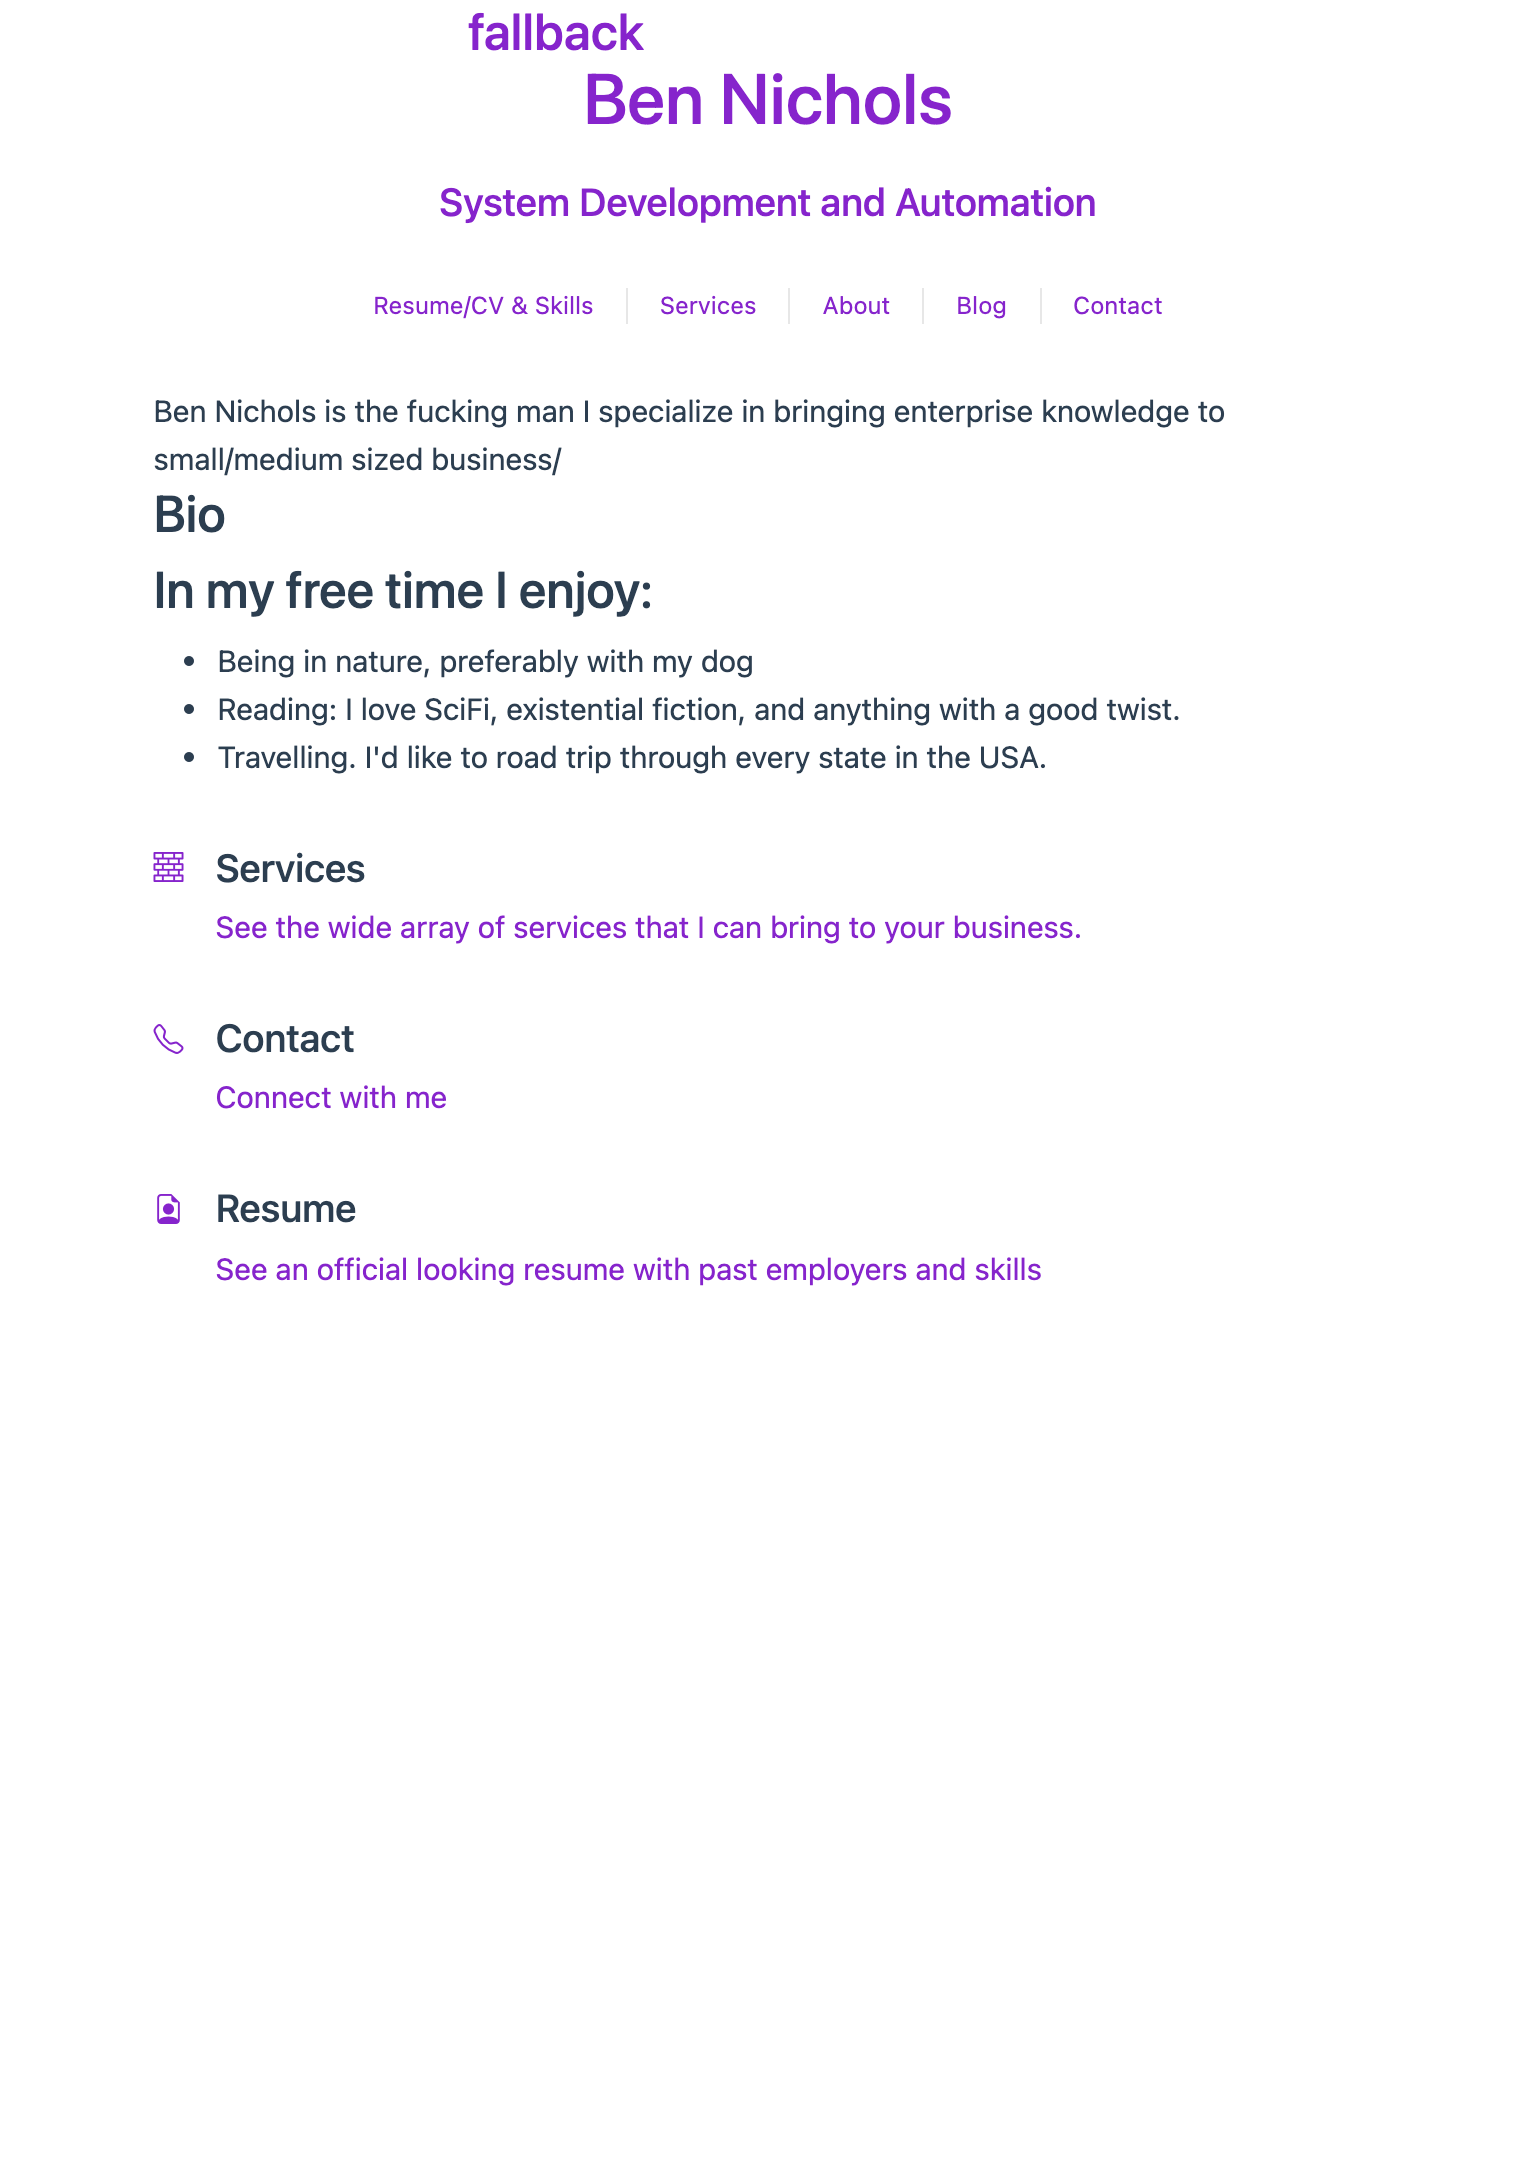 fallback
Ben Nichols
System Development and Automation
Resume/CV & Skills Services About Blog Contact
Ben Nichols is the fucking man I specialize in bringing enterprise knowledge to
small/medium sized business/
Bio
In my free time I enjoy:
• Being in nature, preferably with my dog
• Reading: I love SciFi, existential fiction, and anything with a good twist.
• Travelling. I'd like to road trip through every state in the USA.
Services
See the wide array of services that I can bring to your business.
Contact
Connect with me
Resume
See an official looking resume with past employers and skills